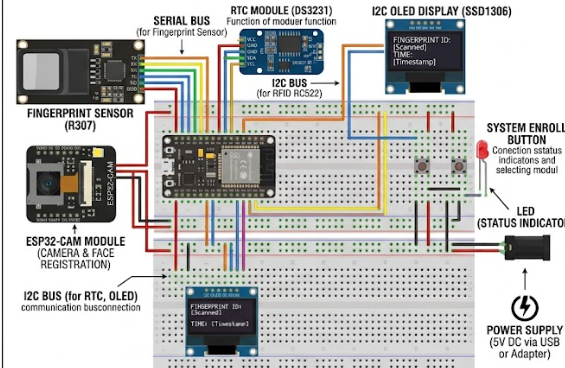 SERIAL BUS
(for Fingerprint Sensor)
RTC MODULE (DS3231)
Function of moduer function
I2C OLED DISPLAY (SSD1306)
FINGERPRINT ID:
[Scanned]
TIME:
[Timestamp]
I2C BUS
(for RFID RC522)
FINGERPRINT SENSOR
(R307)
SYSTEM ENROLL
BUTTON
Conection sstatus
indicatons and
selecting modul
ESP32-CAM
LED
(STATUS INDICATO
ESP32-CAM MODULE
(CAMERA & FACE
REGISTRATION)
I2C BUS (for RTC, OLED)
communication busconnection
FINGERPRINT ID:
[Scanned]
TIME: [Timestamp]
POWER SUPPLY
(5V DC via USB
or Adapter)